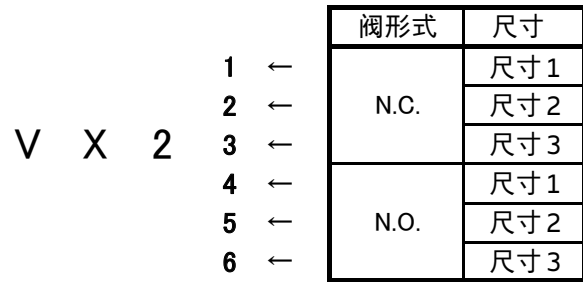 阀形式 尺寸
1 ← 尺寸1
2 ← N.C. 尺寸2
V X 2 3 ← 尺寸3
4 ← 尺寸1
5 ← N.O. 尺寸2
6 ← 尺寸3